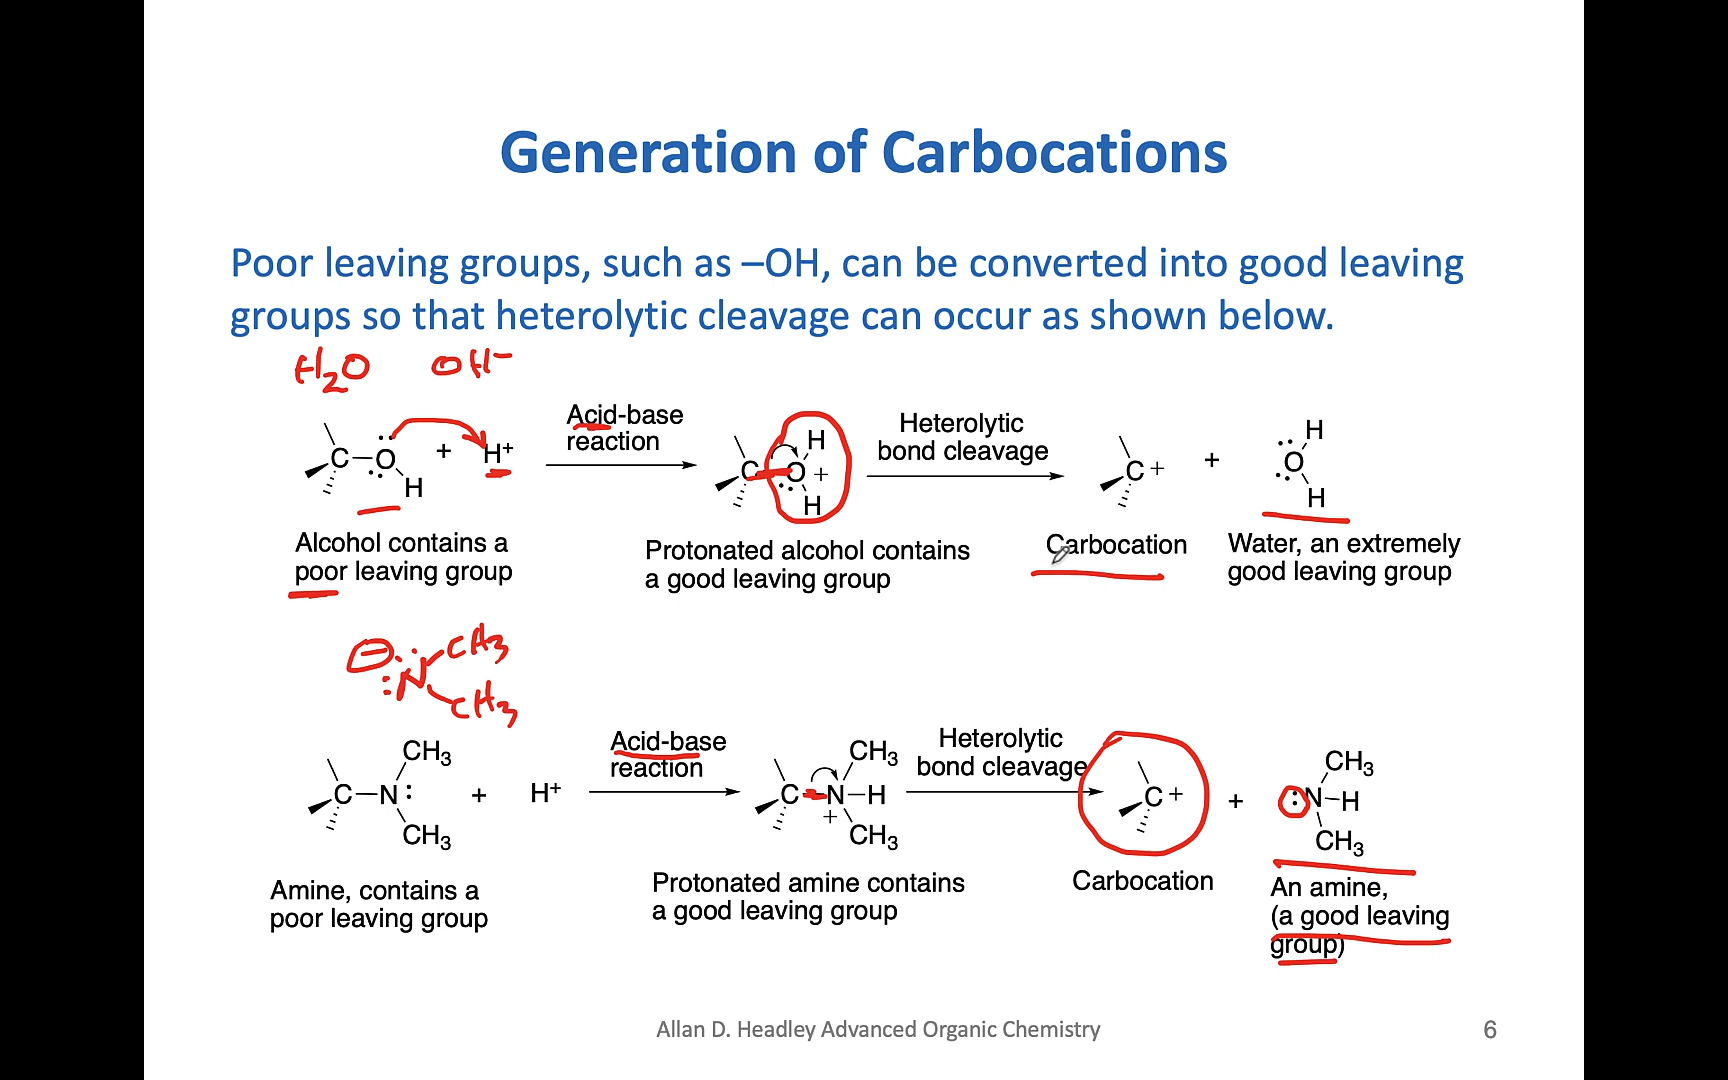 Generation of Carbocations
Poor leaving groups, such as –OH, can be converted into good leaving
groups so that heterolytic cleavage can occur as shown below.
H2O OH-
C–O H + H+
Acid-base
reaction
C O+ H H
Heterolytic
bond cleavage
C+ + O H H
Alcohol contains a
poor leaving group
Protonated alcohol contains
a good leaving group
Carbocation
Water, an extremely
good leaving group
⊖ :N CH3 CH3
C–N: CH3 CH3 + H+
Acid-base
reaction
C–N–H + CH3 CH3
Heterolytic
bond cleavage
C+ + :N–H CH3 CH3
Amine, contains a
poor leaving group
Protonated amine contains
a good leaving group
Carbocation
An amine,
(a good leaving
group)
Allan D. Headley Advanced Organic Chemistry 6